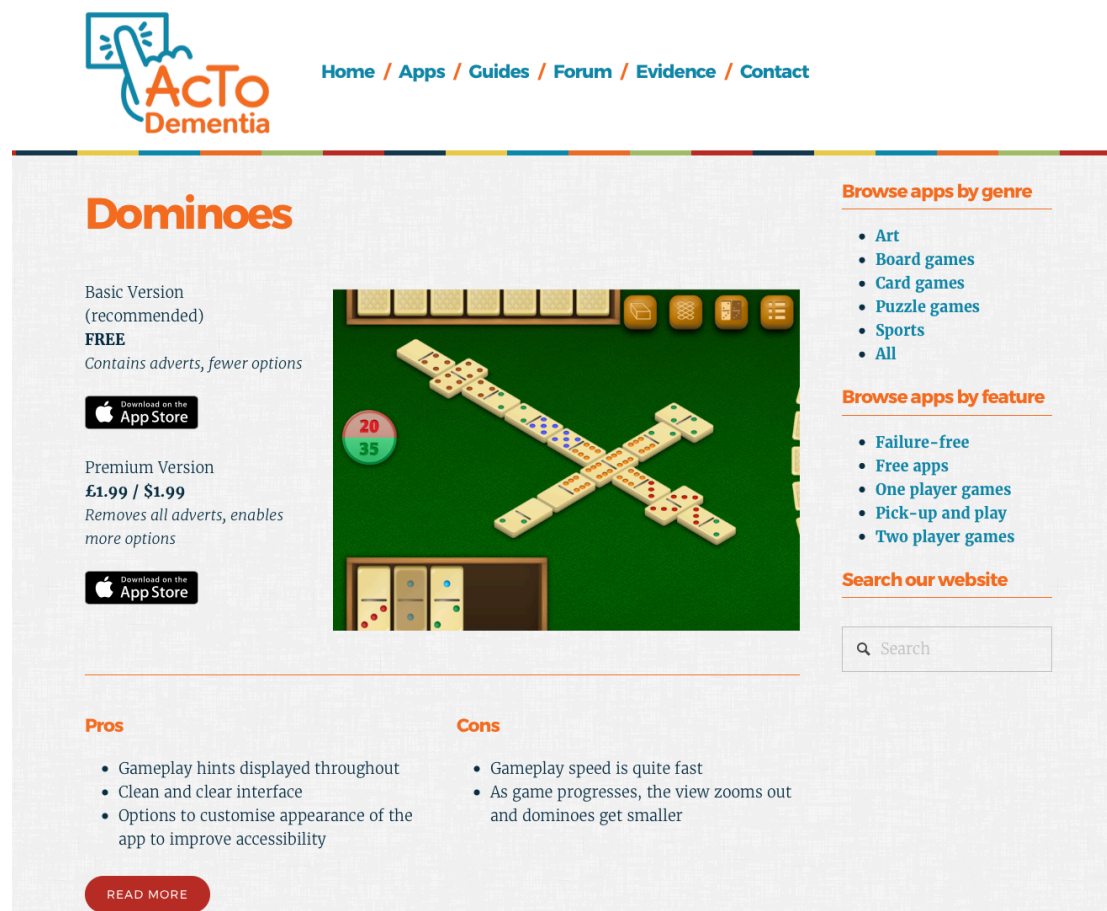 AcTo
Dementia
Home / Apps / Guides / Forum / Evidence / Contact
Dominoes
Basic Version
(recommended)
FREE
Contains adverts, fewer options
Download on the
App Store
Premium Version
£1.99 / $1.99
Removes all adverts, enables
more options
Download on the
App Store
20
35
Pros
Gameplay hints displayed throughout
Clean and clear interface
Options to customise appearance of the
app to improve accessibility
READ MORE
Cons
Gameplay speed is quite fast
As game progresses, the view zooms out
and dominoes get smaller
Browse apps by genre
Art
Board games
Card games
Puzzle games
Sports
All
Browse apps by feature
Failure-free
Free apps
One player games
Pick-up and play
Two player games
Search our website
Search